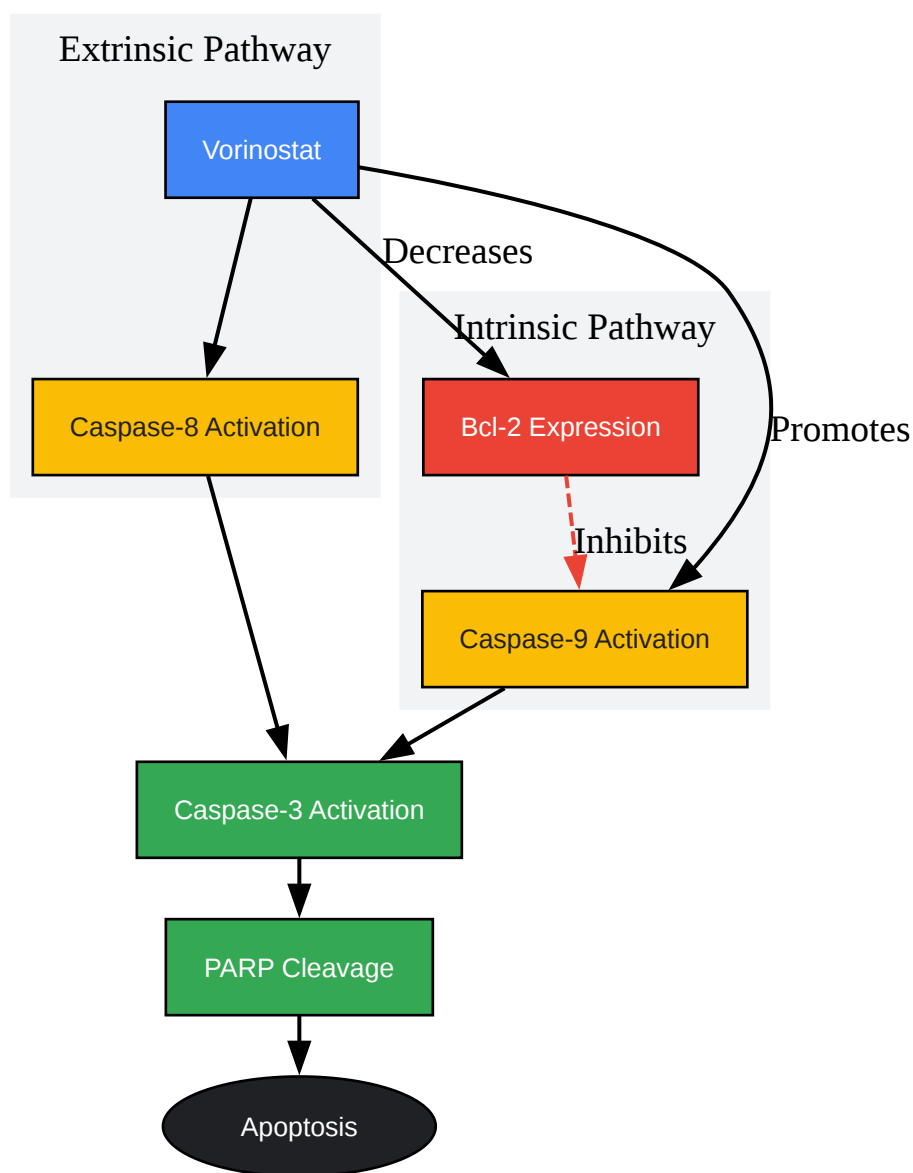 Extrinsic Pathway
Vorinostat
Decreases
Intrinsic Pathway
Caspase-8 Activation
Bcl-2 Expression
Promotes
Inhibits
Caspase-9 Activation
Caspase-3 Activation
PARP Cleavage
Apoptosis